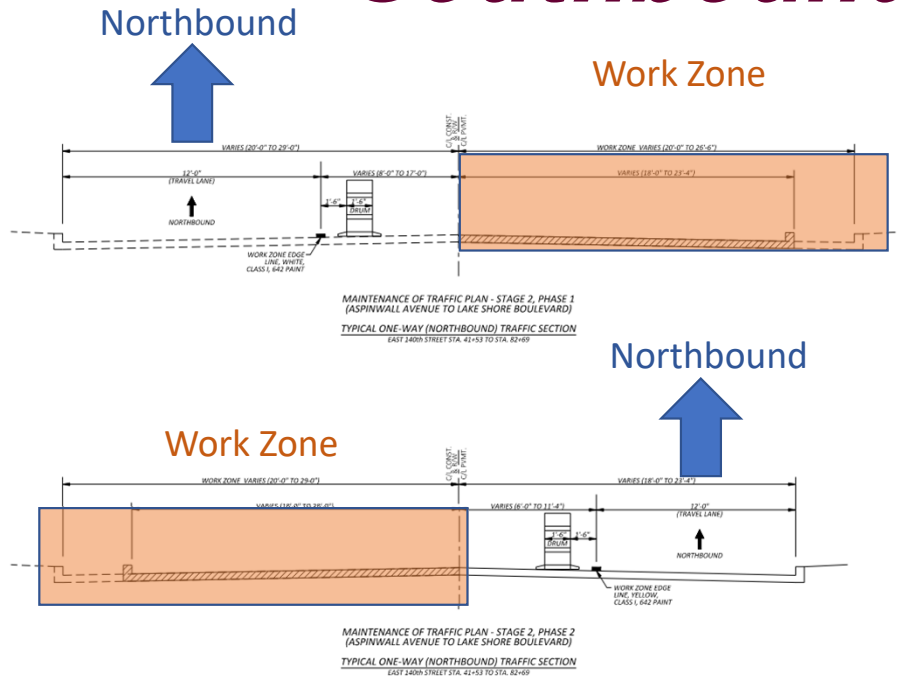 Northbound
Work Zone
C/L CONST.
& R/W
C/L PVMT.
VARIES (20'-0" TO 29'-0")
WORK ZONE VARIES (20'-0" TO 26'-6")
12'-0"
(TRAVEL LANE)
VARIES (8'-0" TO 17'-0")
VARIES (18'-0" TO 23'-4")
1'-6"
1'-6"
DRUM
NORTHBOUND
WORK ZONE EDGE
LINE, WHITE,
CLASS I, 642 PAINT
MAINTENANCE OF TRAFFIC PLAN - STAGE 2, PHASE 1
(ASPINWALL AVENUE TO LAKE SHORE BOULEVARD)
TYPICAL ONE-WAY (NORTHBOUND) TRAFFIC SECTION
EAST 140th STREET STA. 41+53 TO STA. 82+69
Northbound
Work Zone
C/L CONST.
& R/W
C/L PVMT.
WORK ZONE VARIES (20'-0" TO 29-0")
VARIES (18'-0" TO 23'-4")
VARIES (6'-0" TO 11'-4")
12'-0"
(TRAVEL LANE)
1'-6"
1'-6"
DRUM
NORTHBOUND
WORK ZONE EDGE
LINE, YELLOW,
CLASS I, 642 PAINT
MAINTENANCE OF TRAFFIC PLAN - STAGE 2, PHASE 2
(ASPINWALL AVENUE TO LAKE SHORE BOULEVARD)
TYPICAL ONE-WAY (NORTHBOUND) TRAFFIC SECTION
EAST 140th STREET STA. 41+53 TO STA. 82+69